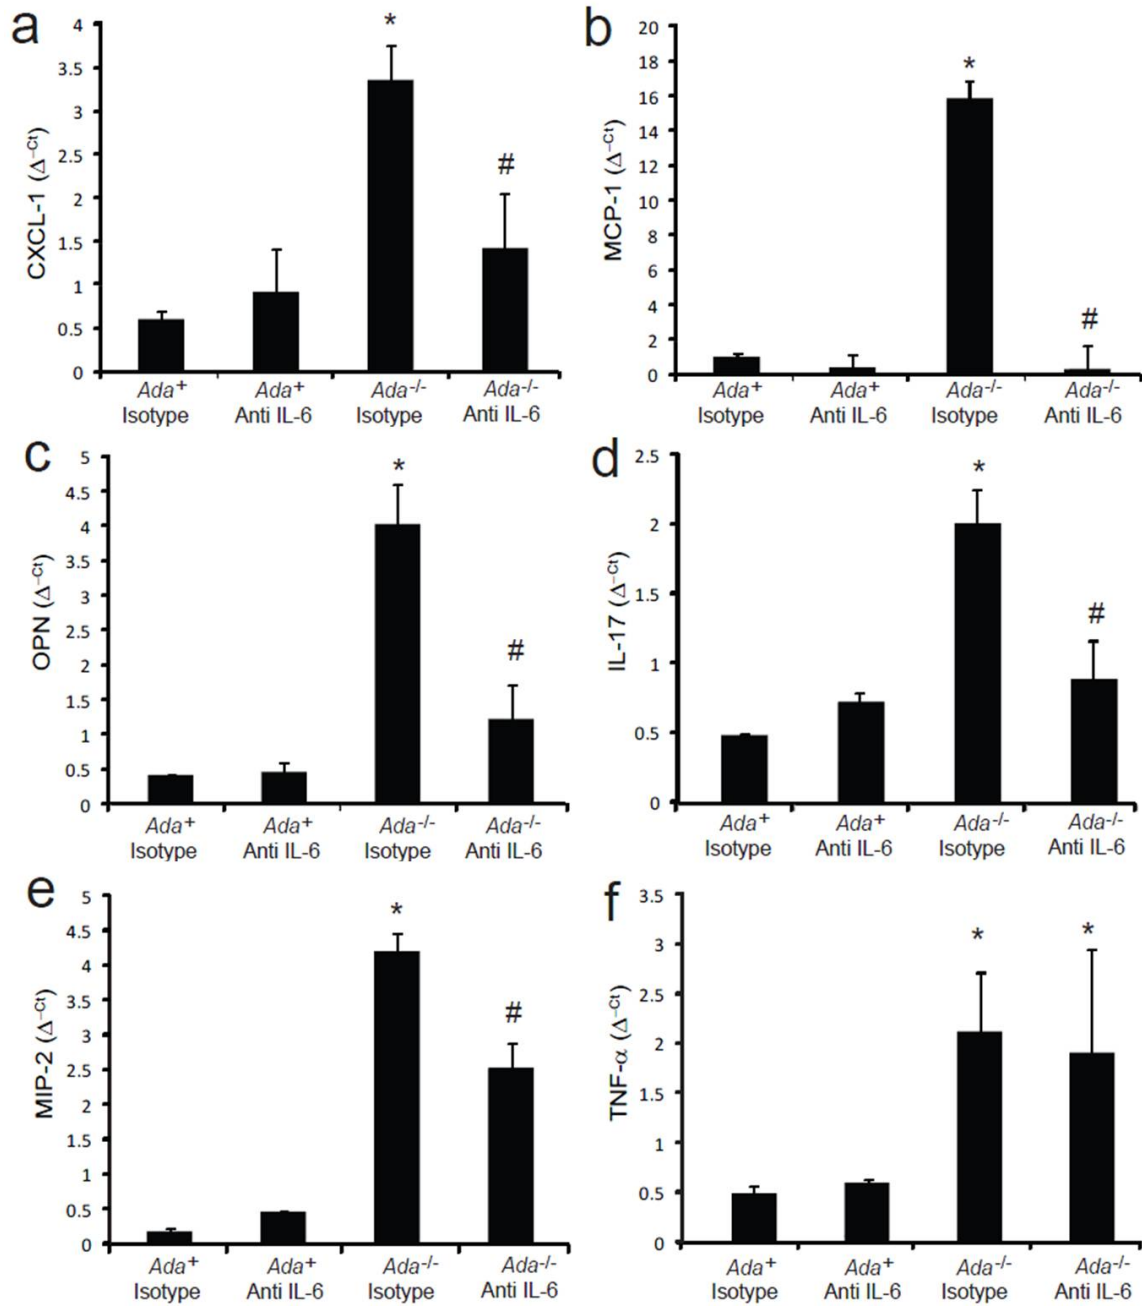 a
CXCL-1 (Δ⁻ᶜᵗ)
4
3.5
3
2.5
2
1.5
1
0.5
0
*
#
Ada⁺ Ada⁺ Ada⁻/⁻ Ada⁻/⁻
Isotype Anti IL-6 Isotype Anti IL-6
b
MCP-1 (Δ⁻ᶜᵗ)
20
18
16
14
12
10
8
6
4
2
0
*
#
Ada⁺ Ada⁺ Ada⁻/⁻ Ada⁻/⁻
Isotype Anti IL-6 Isotype Anti IL-6
c
OPN (Δ⁻ᶜᵗ)
5
4.5
4
3.5
3
2.5
2
1.5
1
0.5
0
*
#
Ada⁺ Ada⁺ Ada⁻/⁻ Ada⁻/⁻
Isotype Anti IL-6 Isotype Anti IL-6
d
IL-17 (Δ⁻ᶜᵗ)
2.5
2
1.5
1
0.5
0
*
#
Ada⁺ Ada⁺ Ada⁻/⁻ Ada⁻/⁻
Isotype Anti IL-6 Isotype Anti IL-6
e
MIP-2 (Δ⁻ᶜᵗ)
5
4.5
4
3.5
3
2.5
2
1.5
1
0.5
0
*
#
Ada⁺ Ada⁺ Ada⁻/⁻ Ada⁻/⁻
Isotype Anti IL-6 Isotype Anti IL-6
f
TNF-α (Δ⁻ᶜᵗ)
3.5
3
2.5
2
1.5
1
0.5
0
*
*
Ada⁺ Ada⁺ Ada⁻/⁻ Ada⁻/⁻
Isotype Anti IL-6 Isotype Anti IL-6